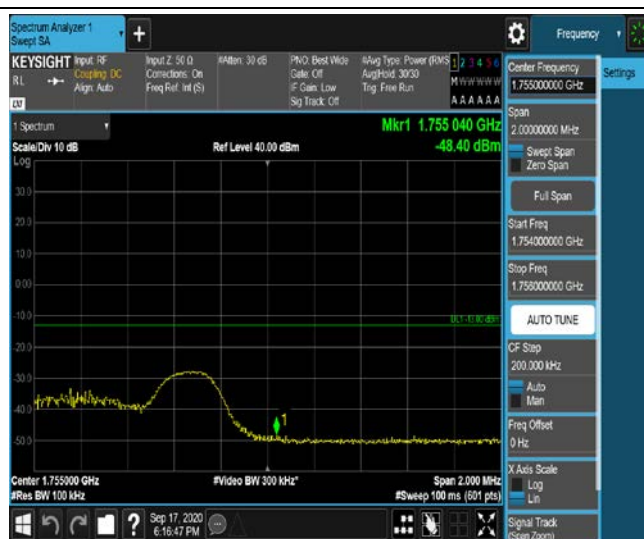 Spectrum Analyzer 1
Swept SA
Frequency
KEYSIGHT
RL
Input: RF
Coupling: DC
Align: Auto
Input Z: 50 Ω
Corrections: On
Freq Ref: Int (S)
#Atten: 30 dB
PNO: Best Wide
Gate: Off
IF Gain: Low
Sig Track: Off
#Avg Type: Power (RMS
Avg|Hold: 30/30
Trig: Free Run
1 2 3 4 5 6
M W W W W W
A A A A A A
1 Spectrum
Scale/Div 10 dB
Ref Level 40.00 dBm
Mkr1 1.755 040 GHz
-48.40 dBm
Log
30.0
20.0
10.0
0.00
-10.0
-20.0
-30.0
-40.0
-50.0
DL1 -13.00 dBm
1
Center 1.755000 GHz
#Video BW 300 kHz*
Span 2.000 MHz
#Res BW 100 kHz
#Sweep 100 ms (601 pts)
Sep 17, 2020
6:16:47 PM
Center Frequency
1.755000000 GHz
Settings
Span
2.00000000 MHz
Swept Span
Zero Span
Full Span
Start Freq
1.754000000 GHz
Stop Freq
1.756000000 GHz
AUTO TUNE
CF Step
200.000 kHz
Auto
Man
Freq Offset
0 Hz
X Axis Scale
Log
Lin
Signal Track
(Span Zoom)